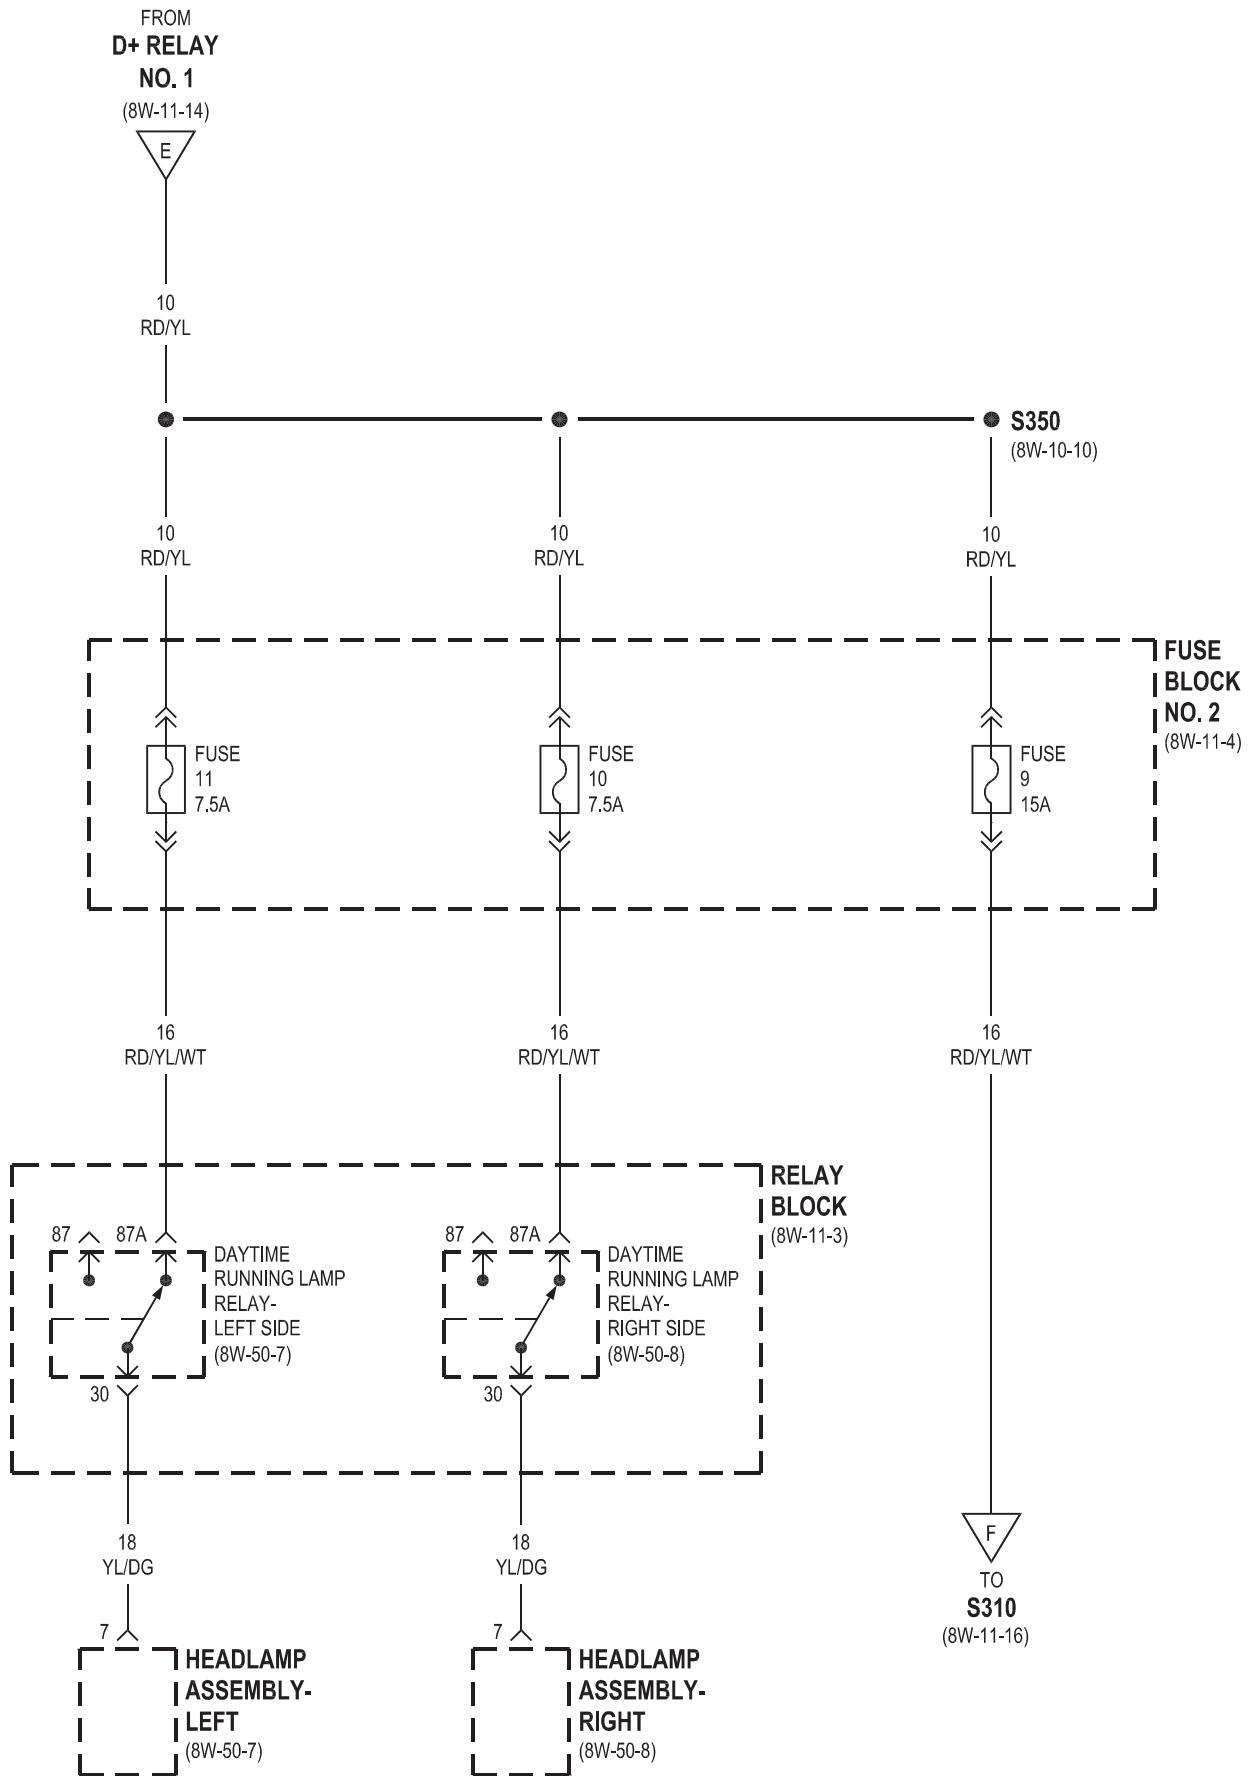 FROM
D+ RELAY
NO. 1
(8W-11-14)
E
10
RD/YL
S350
(8W-10-10)
10
RD/YL
10
RD/YL
10
RD/YL
FUSE
BLOCK
NO. 2
(8W-11-4)
FUSE
11
7.5A
FUSE
10
7.5A
FUSE
9
15A
16
RD/YL/WT
16
RD/YL/WT
16
RD/YL/WT
RELAY
BLOCK
(8W-11-3)
87
87A
DAYTIME
RUNNING LAMP
RELAY-
LEFT SIDE
(8W-50-7)
30
87
87A
DAYTIME
RUNNING LAMP
RELAY-
RIGHT SIDE
(8W-50-8)
30
18
YL/DG
18
YL/DG
F
TO
S310
(8W-11-16)
7
HEADLAMP
ASSEMBLY-
LEFT
(8W-50-7)
7
HEADLAMP
ASSEMBLY-
RIGHT
(8W-50-8)